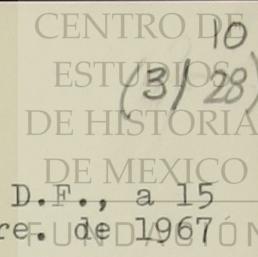 CENTRO DE
10
ESTUDIOS
(3/28)
DE HISTORIA
DE MEXICO
D.F., a 15
re. de 1967
FUNDACIÓN